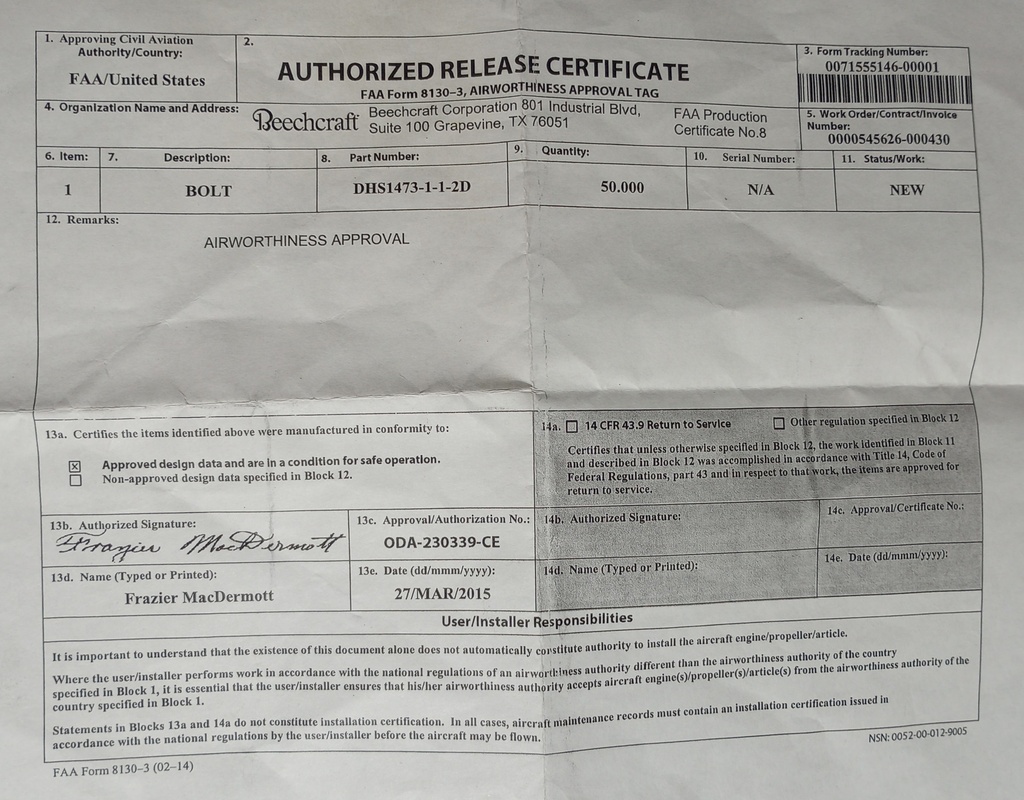 1. Approving Civil Aviation
Authority/Country:
FAA/United States
2.
AUTHORIZED RELEASE CERTIFICATE
FAA Form 8130–3, AIRWORTHINESS APPROVAL TAG
3. Form Tracking Number:
0071555146-00001
4. Organization Name and Address:
Beechcraft
Beechcraft Corporation 801 Industrial Blvd,
Suite 100 Grapevine, TX 76051
FAA Production
Certificate No.8
5. Work Order/Contract/Invoice
Number:
0000545626-000430
6. Item:
7. Description:
8. Part Number:
9. Quantity:
10. Serial Number:
11. Status/Work:
1
BOLT
DHS1473-1-1-2D
50.000
N/A
NEW
12. Remarks:
AIRWORTHINESS APPROVAL
13a. Certifies the items identified above were manufactured in conformity to:
Approved design data and are in a condition for safe operation.
Non-approved design data specified in Block 12.
14a. 14 CFR 43.9 Return to Service
Other regulation specified in Block 12
Certifies that unless otherwise specified in Block 12, the work identified in Block 11
and described in Block 12 was accomplished in accordance with Title 14, Code of
Federal Regulations, part 43 and in respect to that work, the items are approved for
return to service.
13b. Authorized Signature:
Frazier MacDermott
13c. Approval/Authorization No.:
ODA-230339-CE
14b. Authorized Signature:
14c. Approval/Certificate No.:
13d. Name (Typed or Printed):
Frazier MacDermott
13e. Date (dd/mmm/yyyy):
27/MAR/2015
14d. Name (Typed or Printed):
14e. Date (dd/mmm/yyyy):
User/Installer Responsibilities
It is important to understand that the existence of this document alone does not automatically constitute authority to install the aircraft engine/propeller/article.
Where the user/installer performs work in accordance with the national regulations of an airworthiness authority different than the airworthiness authority of the country
specified in Block 1, it is essential that the user/installer ensures that his/her airworthiness authority accepts aircraft engine(s)/propeller(s)/article(s) from the airworthiness authority of the
country specified in Block 1.
Statements in Blocks 13a and 14a do not constitute installation certification. In all cases, aircraft maintenance records must contain an installation certification issued in
accordance with the national regulations by the user/installer before the aircraft may be flown.
FAA Form 8130–3 (02–14)
NSN: 0052-00-012-9005